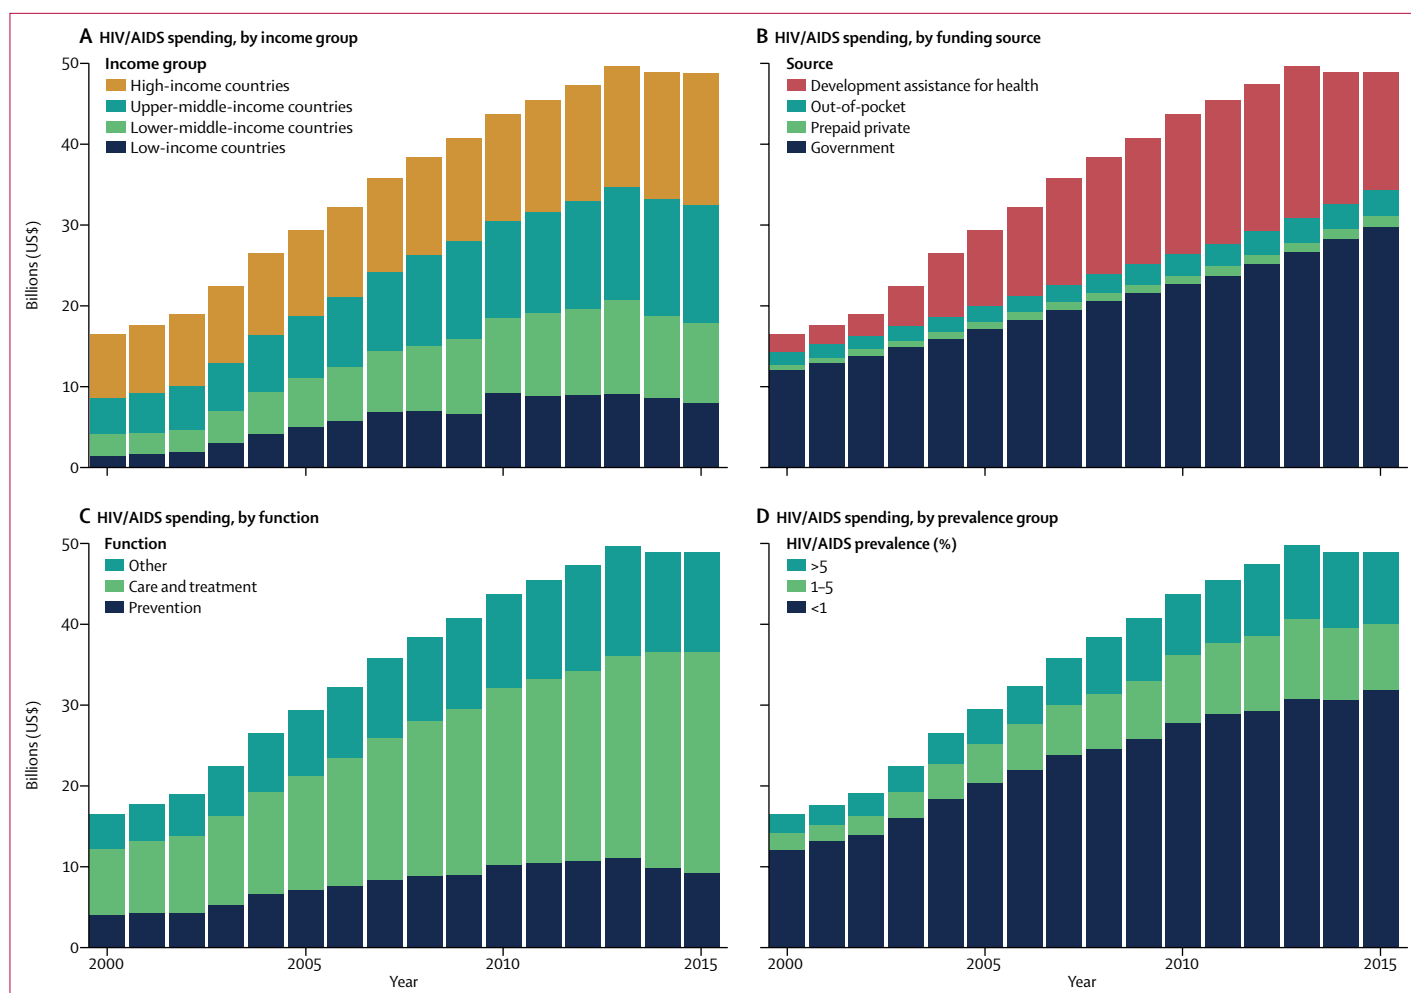 A HIV/AIDS spending, by income group
Income group
High-income countries
Upper-middle-income countries
Lower-middle-income countries
Low-income countries
50
40
30
20
10
0
Billions (US$)
B HIV/AIDS spending, by funding source
Source
Development assistance for health
Out-of-pocket
Prepaid private
Government
C HIV/AIDS spending, by function
Function
Other
Care and treatment
Prevention
50
40
30
20
10
0
Billions (US$)
2000
2005
2010
2015
Year
D HIV/AIDS spending, by prevalence group
HIV/AIDS prevalence (%)
>5
1–5
<1
2000
2005
2010
2015
Year